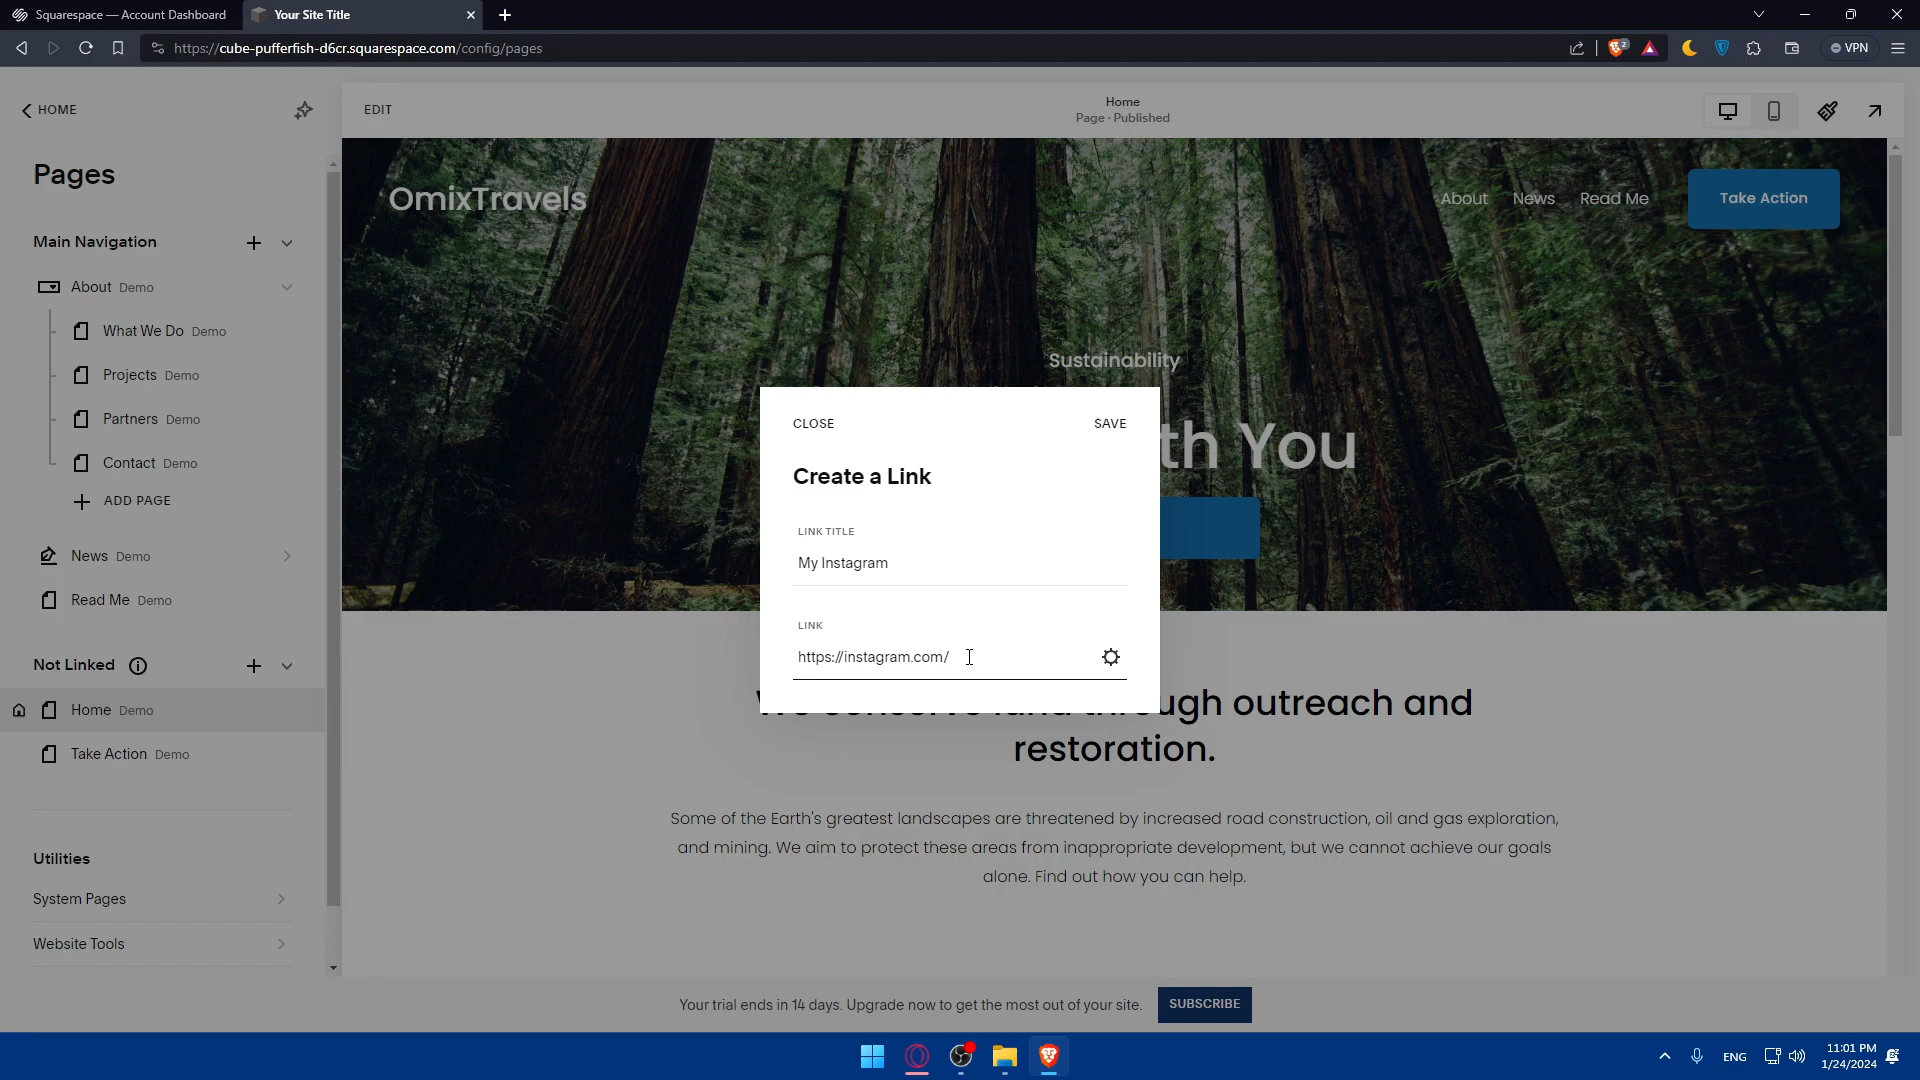 Squarespace — Account Dashboard
Your Site Title
https://cube-pufferfish-d6cr.squarespace.com/config/pages
2
VPN
HOME
EDIT
Home
Page · Published
Pages
OmixTravels
About
News
Read Me
Take Action
Main Navigation
About Demo
What We Do Demo
Projects Demo
Partners Demo
Contact Demo
ADD PAGE
News Demo
Read Me Demo
Not Linked
Home Demo
Take Action Demo
Utilities
System Pages
Website Tools
Sustainability
th You
CLOSE
SAVE
Create a Link
LINK TITLE
My Instagram
LINK
https://instagram.com/
ugh outreach and
restoration.
Some of the Earth's greatest landscapes are threatened by increased road construction, oil and gas exploration,
and mining. We aim to protect these areas from inappropriate development, but we cannot achieve our goals
alone. Find out how you can help.
Your trial ends in 14 days. Upgrade now to get the most out of your site.
SUBSCRIBE
ENG
11:01 PM
1/24/2024